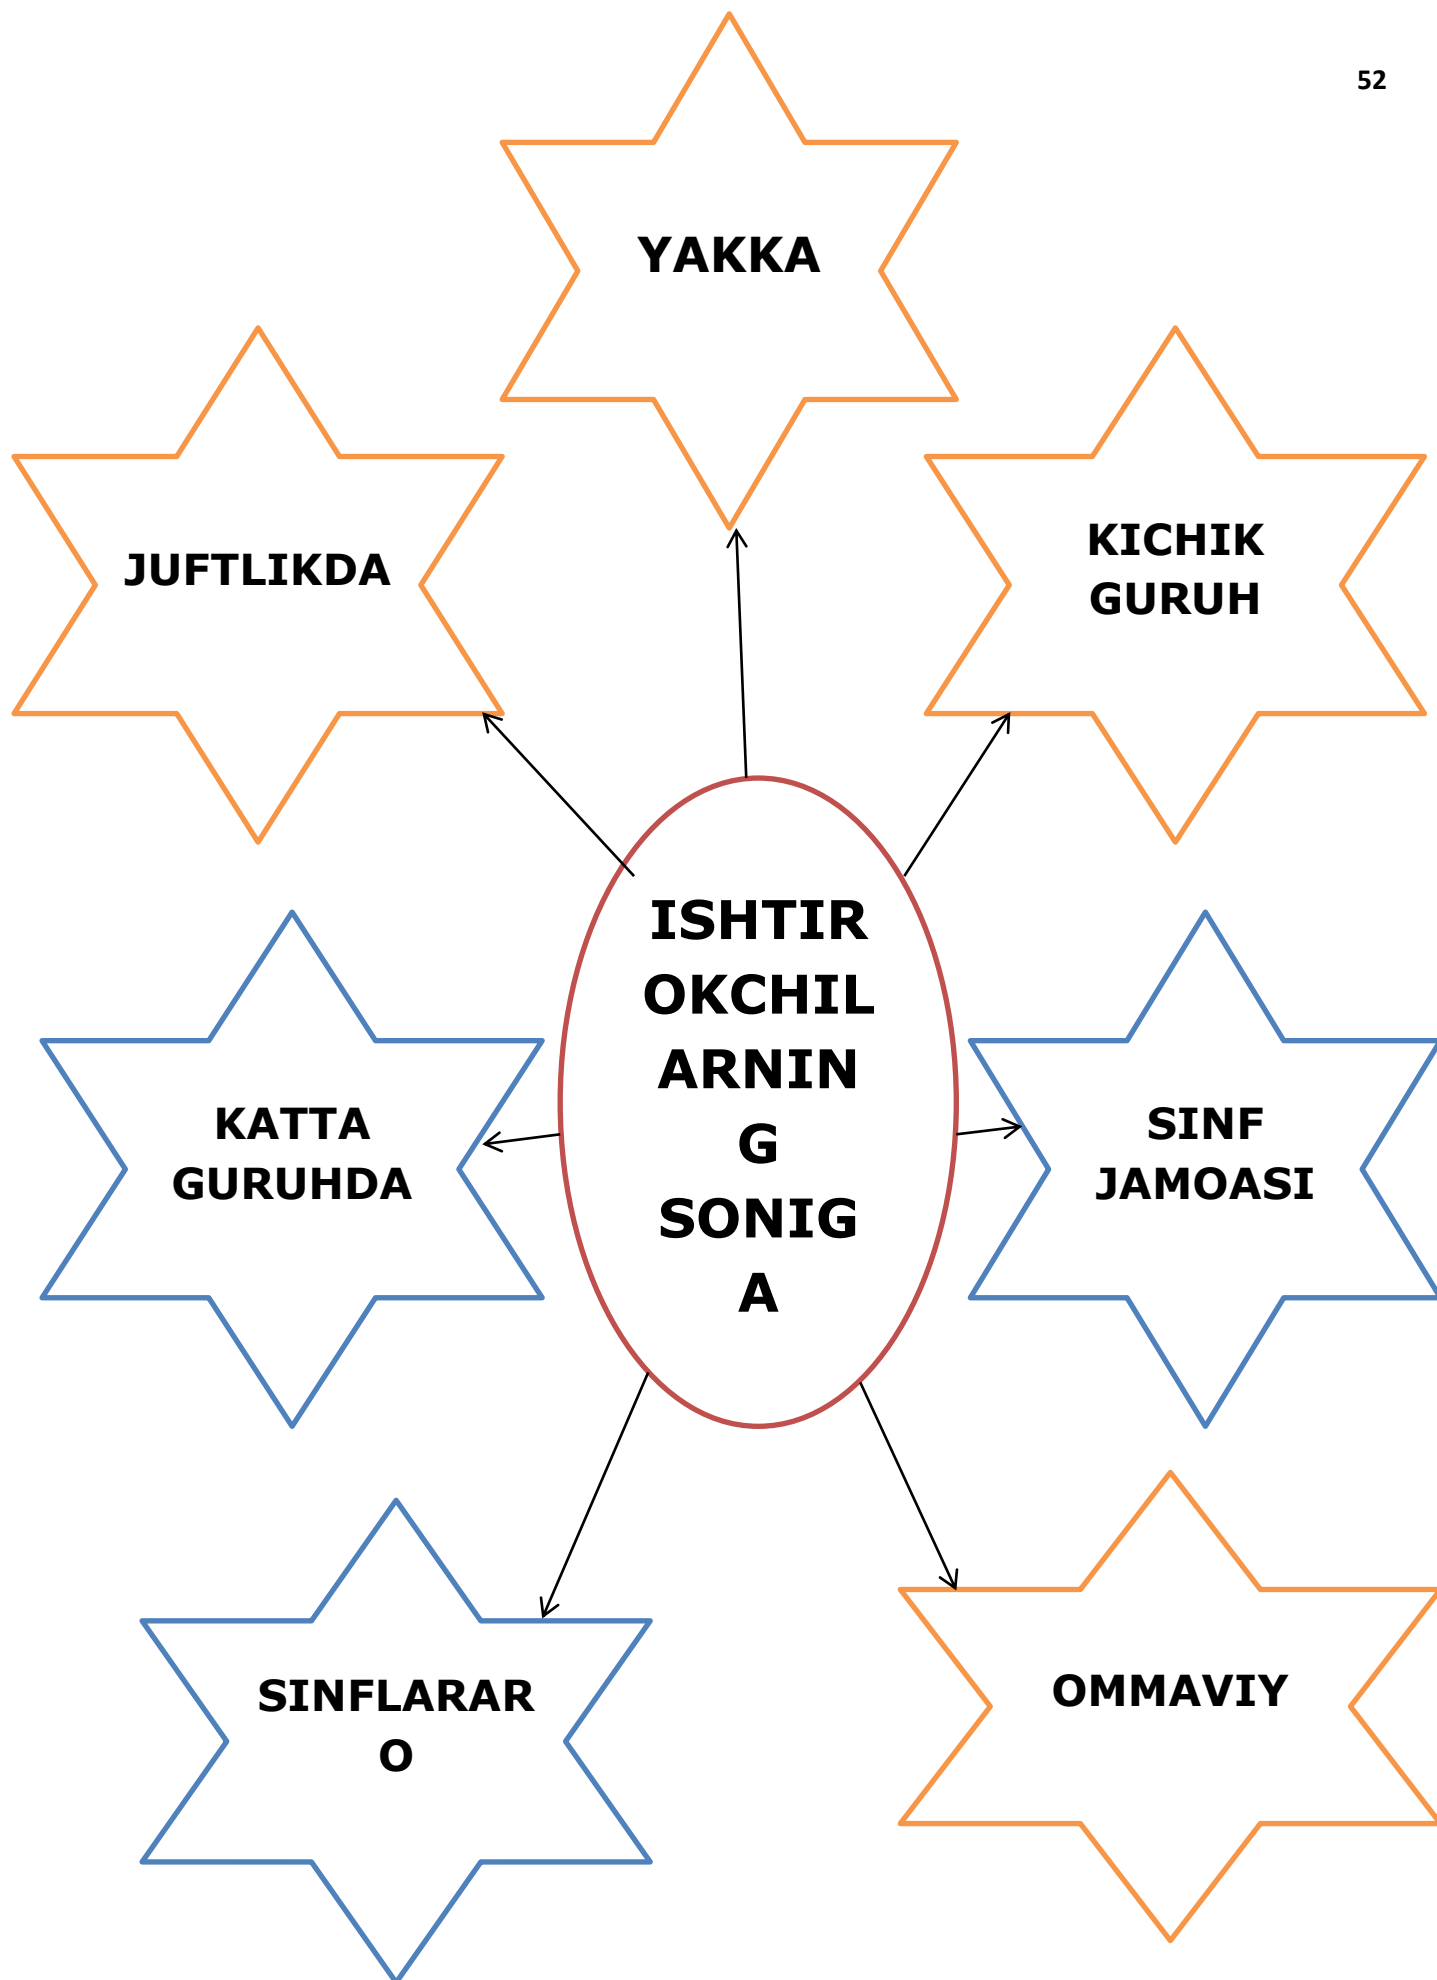 52
YAKKA
JUFTLIKDA
KICHIK
GURUH
ISHTIR
OKCHIL
ARNIN
G
SONIG
A
KATTA
GURUHDA
SINF
JAMOASI
SINFLARAR
O
OMMAVIY